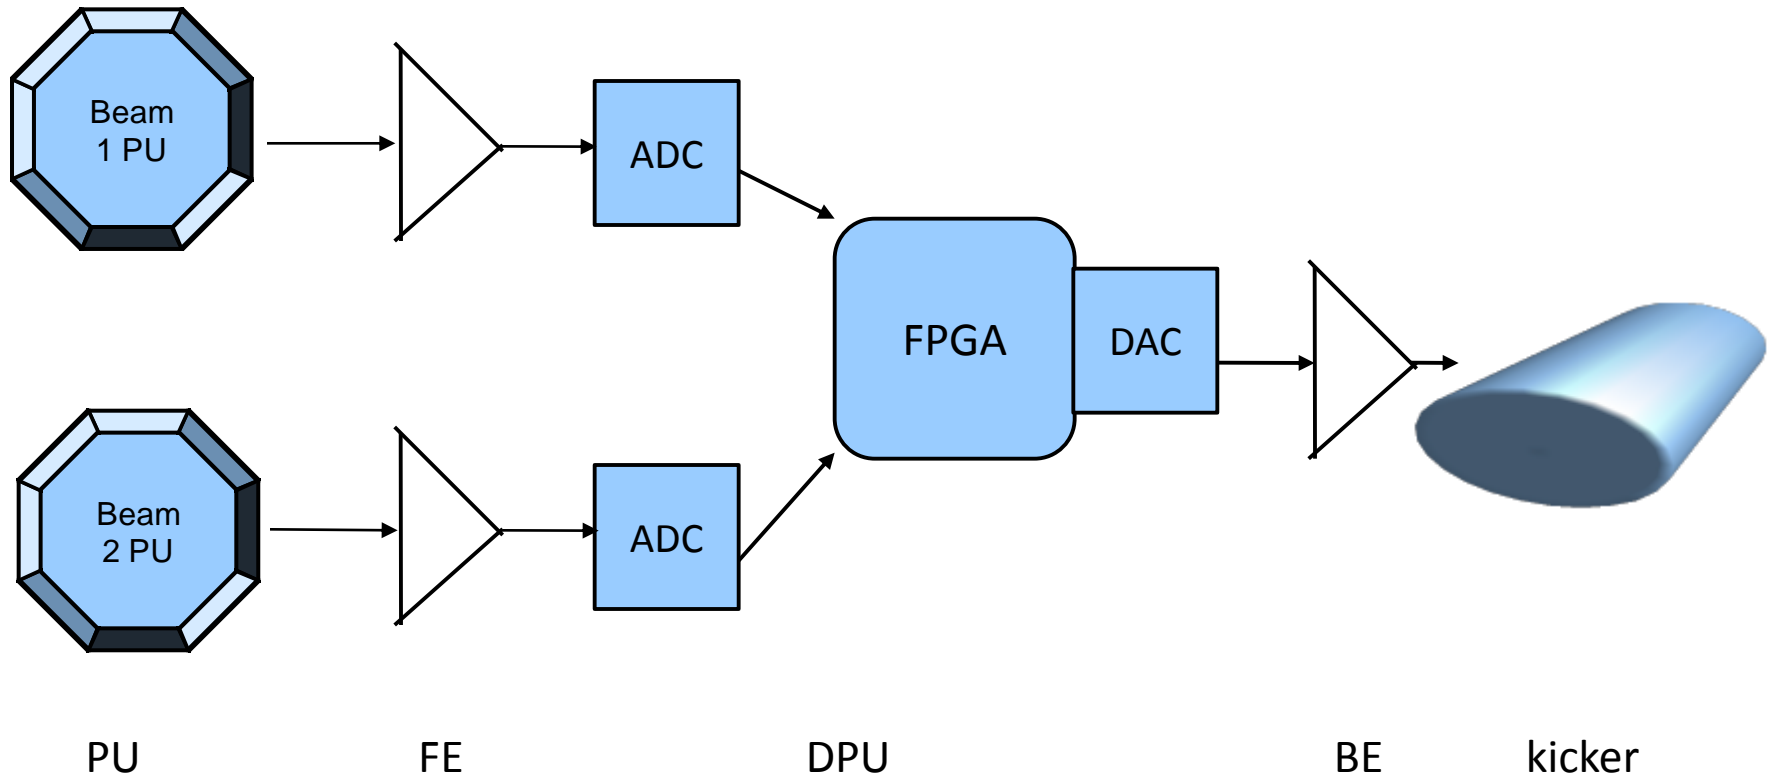 Beam
1 PU
ADC
FPGA
DAC
Beam
2 PU
ADC
PU
FE
DPU
BE
kicker